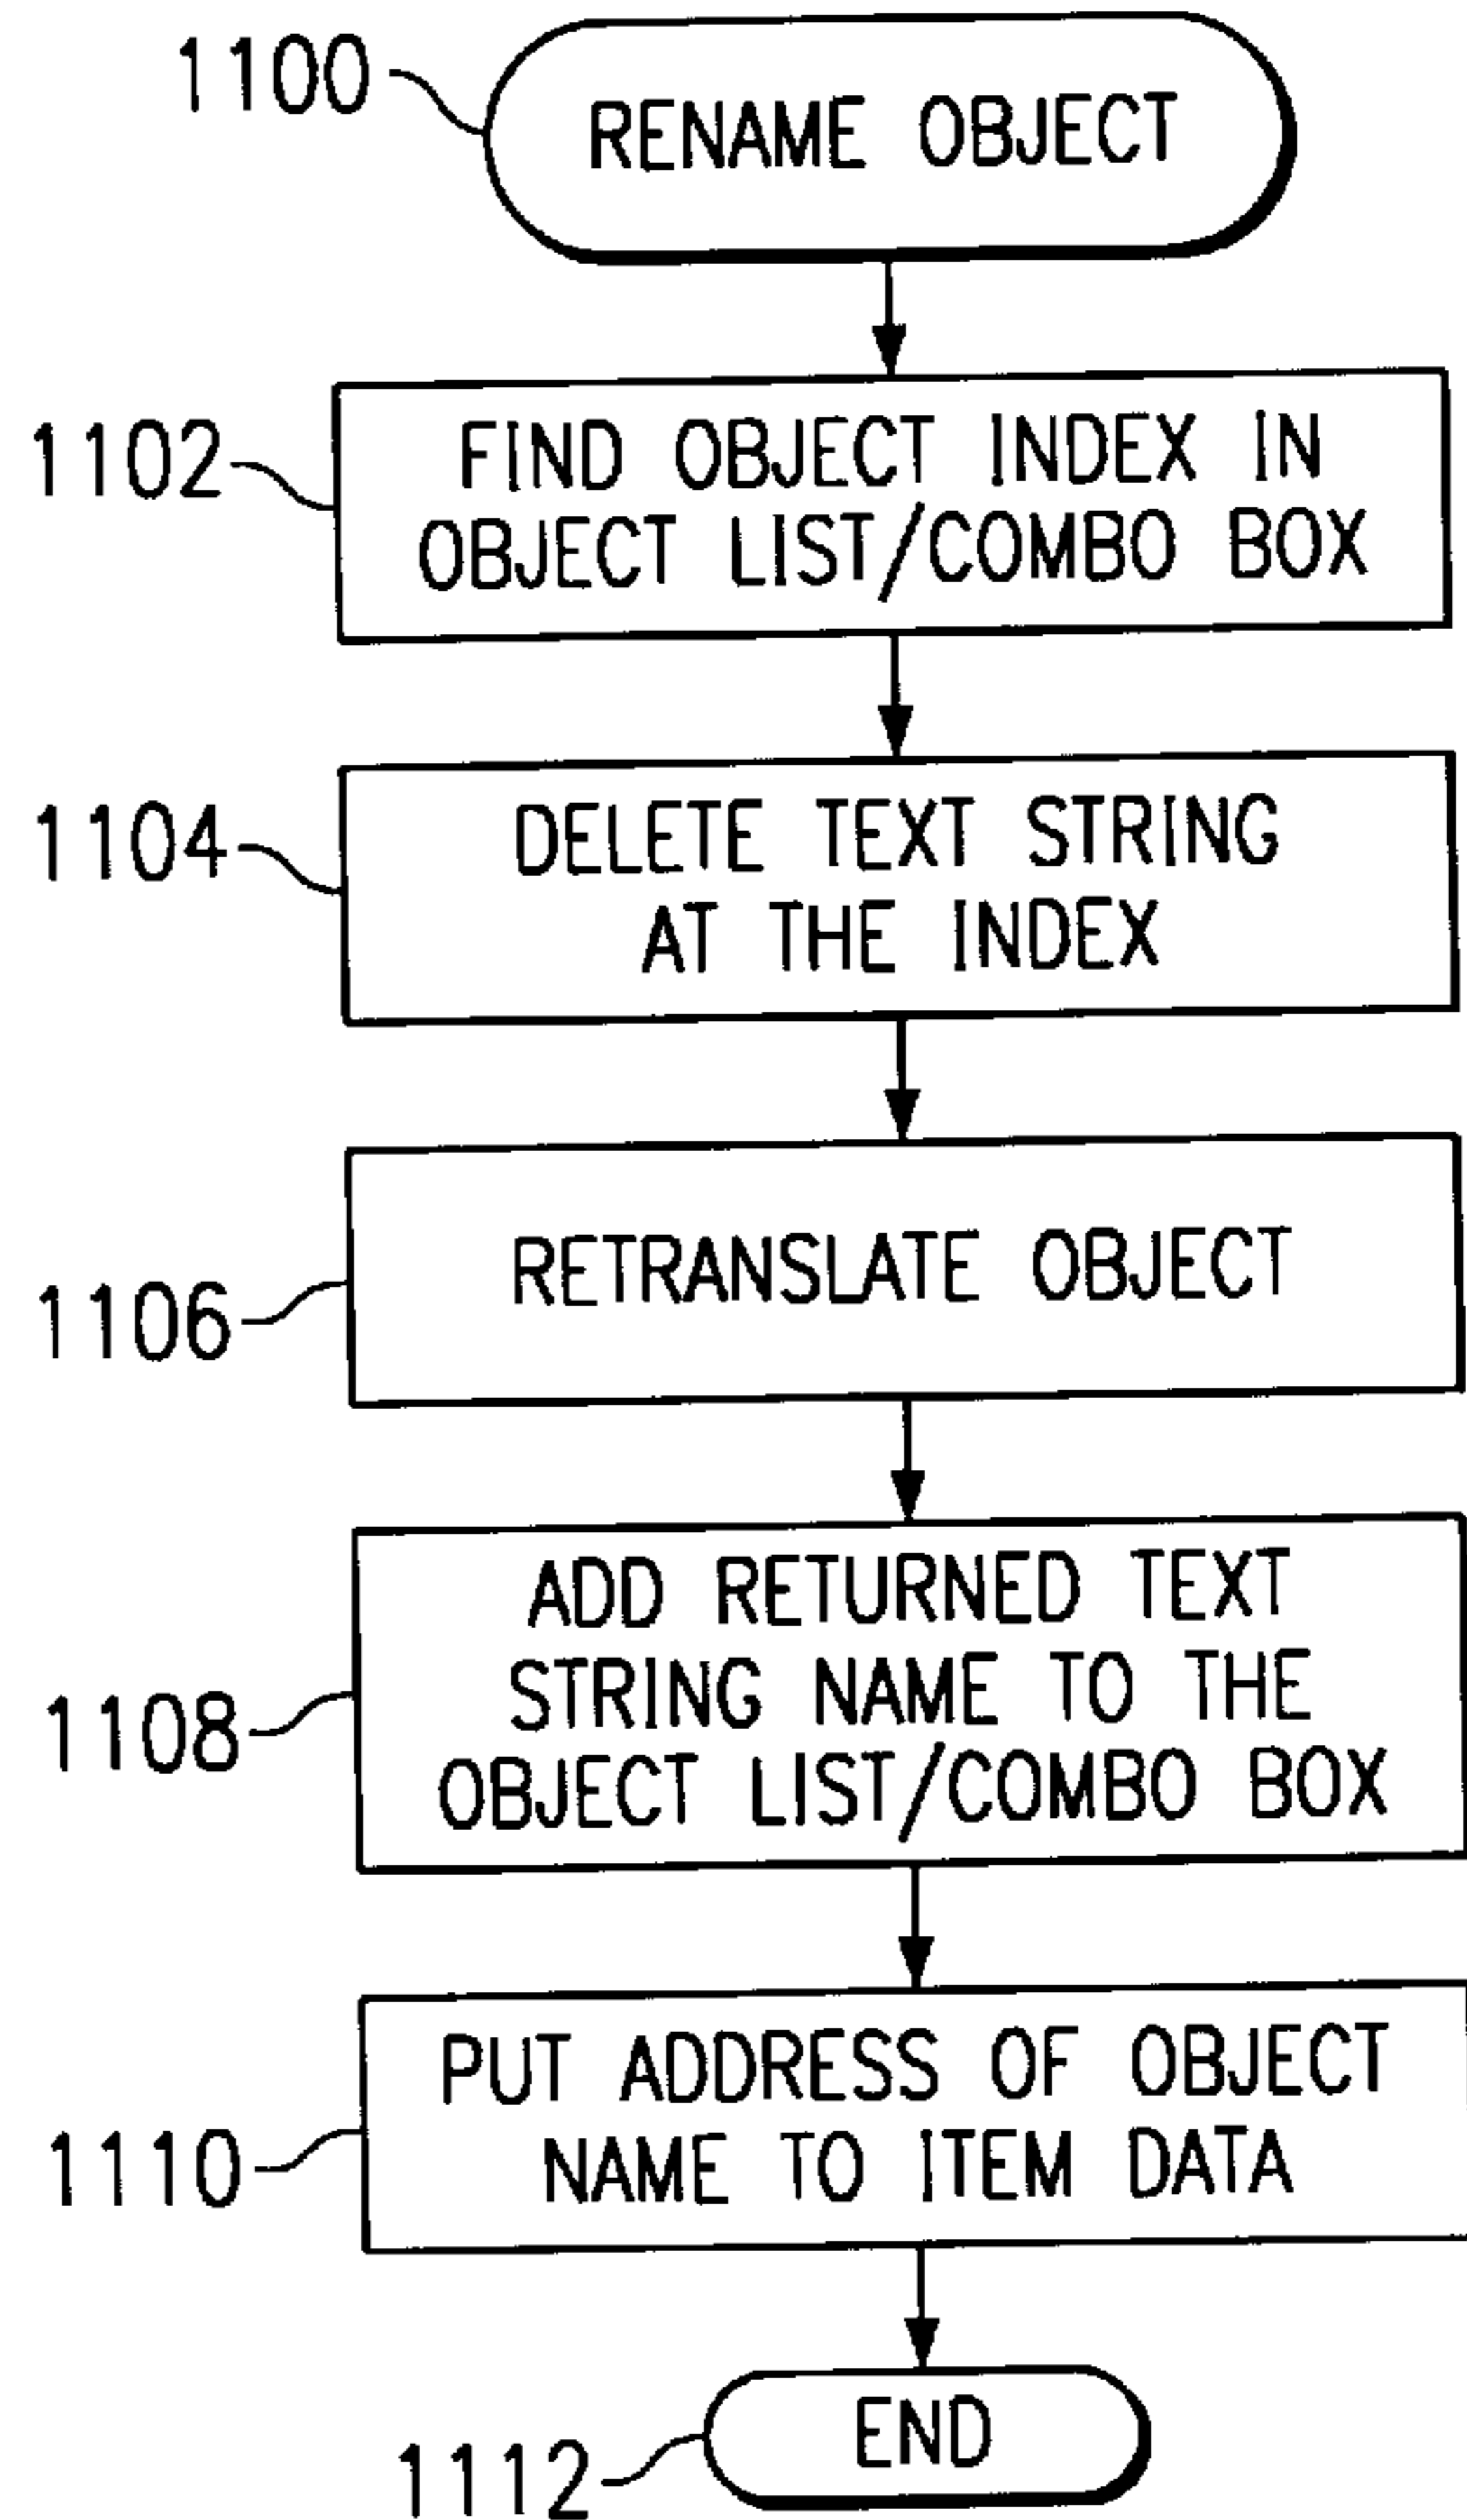 1100
RENAME OBJECT
1102
FIND OBJECT INDEX IN
OBJECT LIST/COMBO BOX
1104
DELETE TEXT STRING
AT THE INDEX
1106
RETRANSLATE OBJECT
1108
ADD RETURNED TEXT
STRING NAME TO THE
OBJECT LIST/COMBO BOX
1110
PUT ADDRESS OF OBJECT
NAME TO ITEM DATA
1112
END